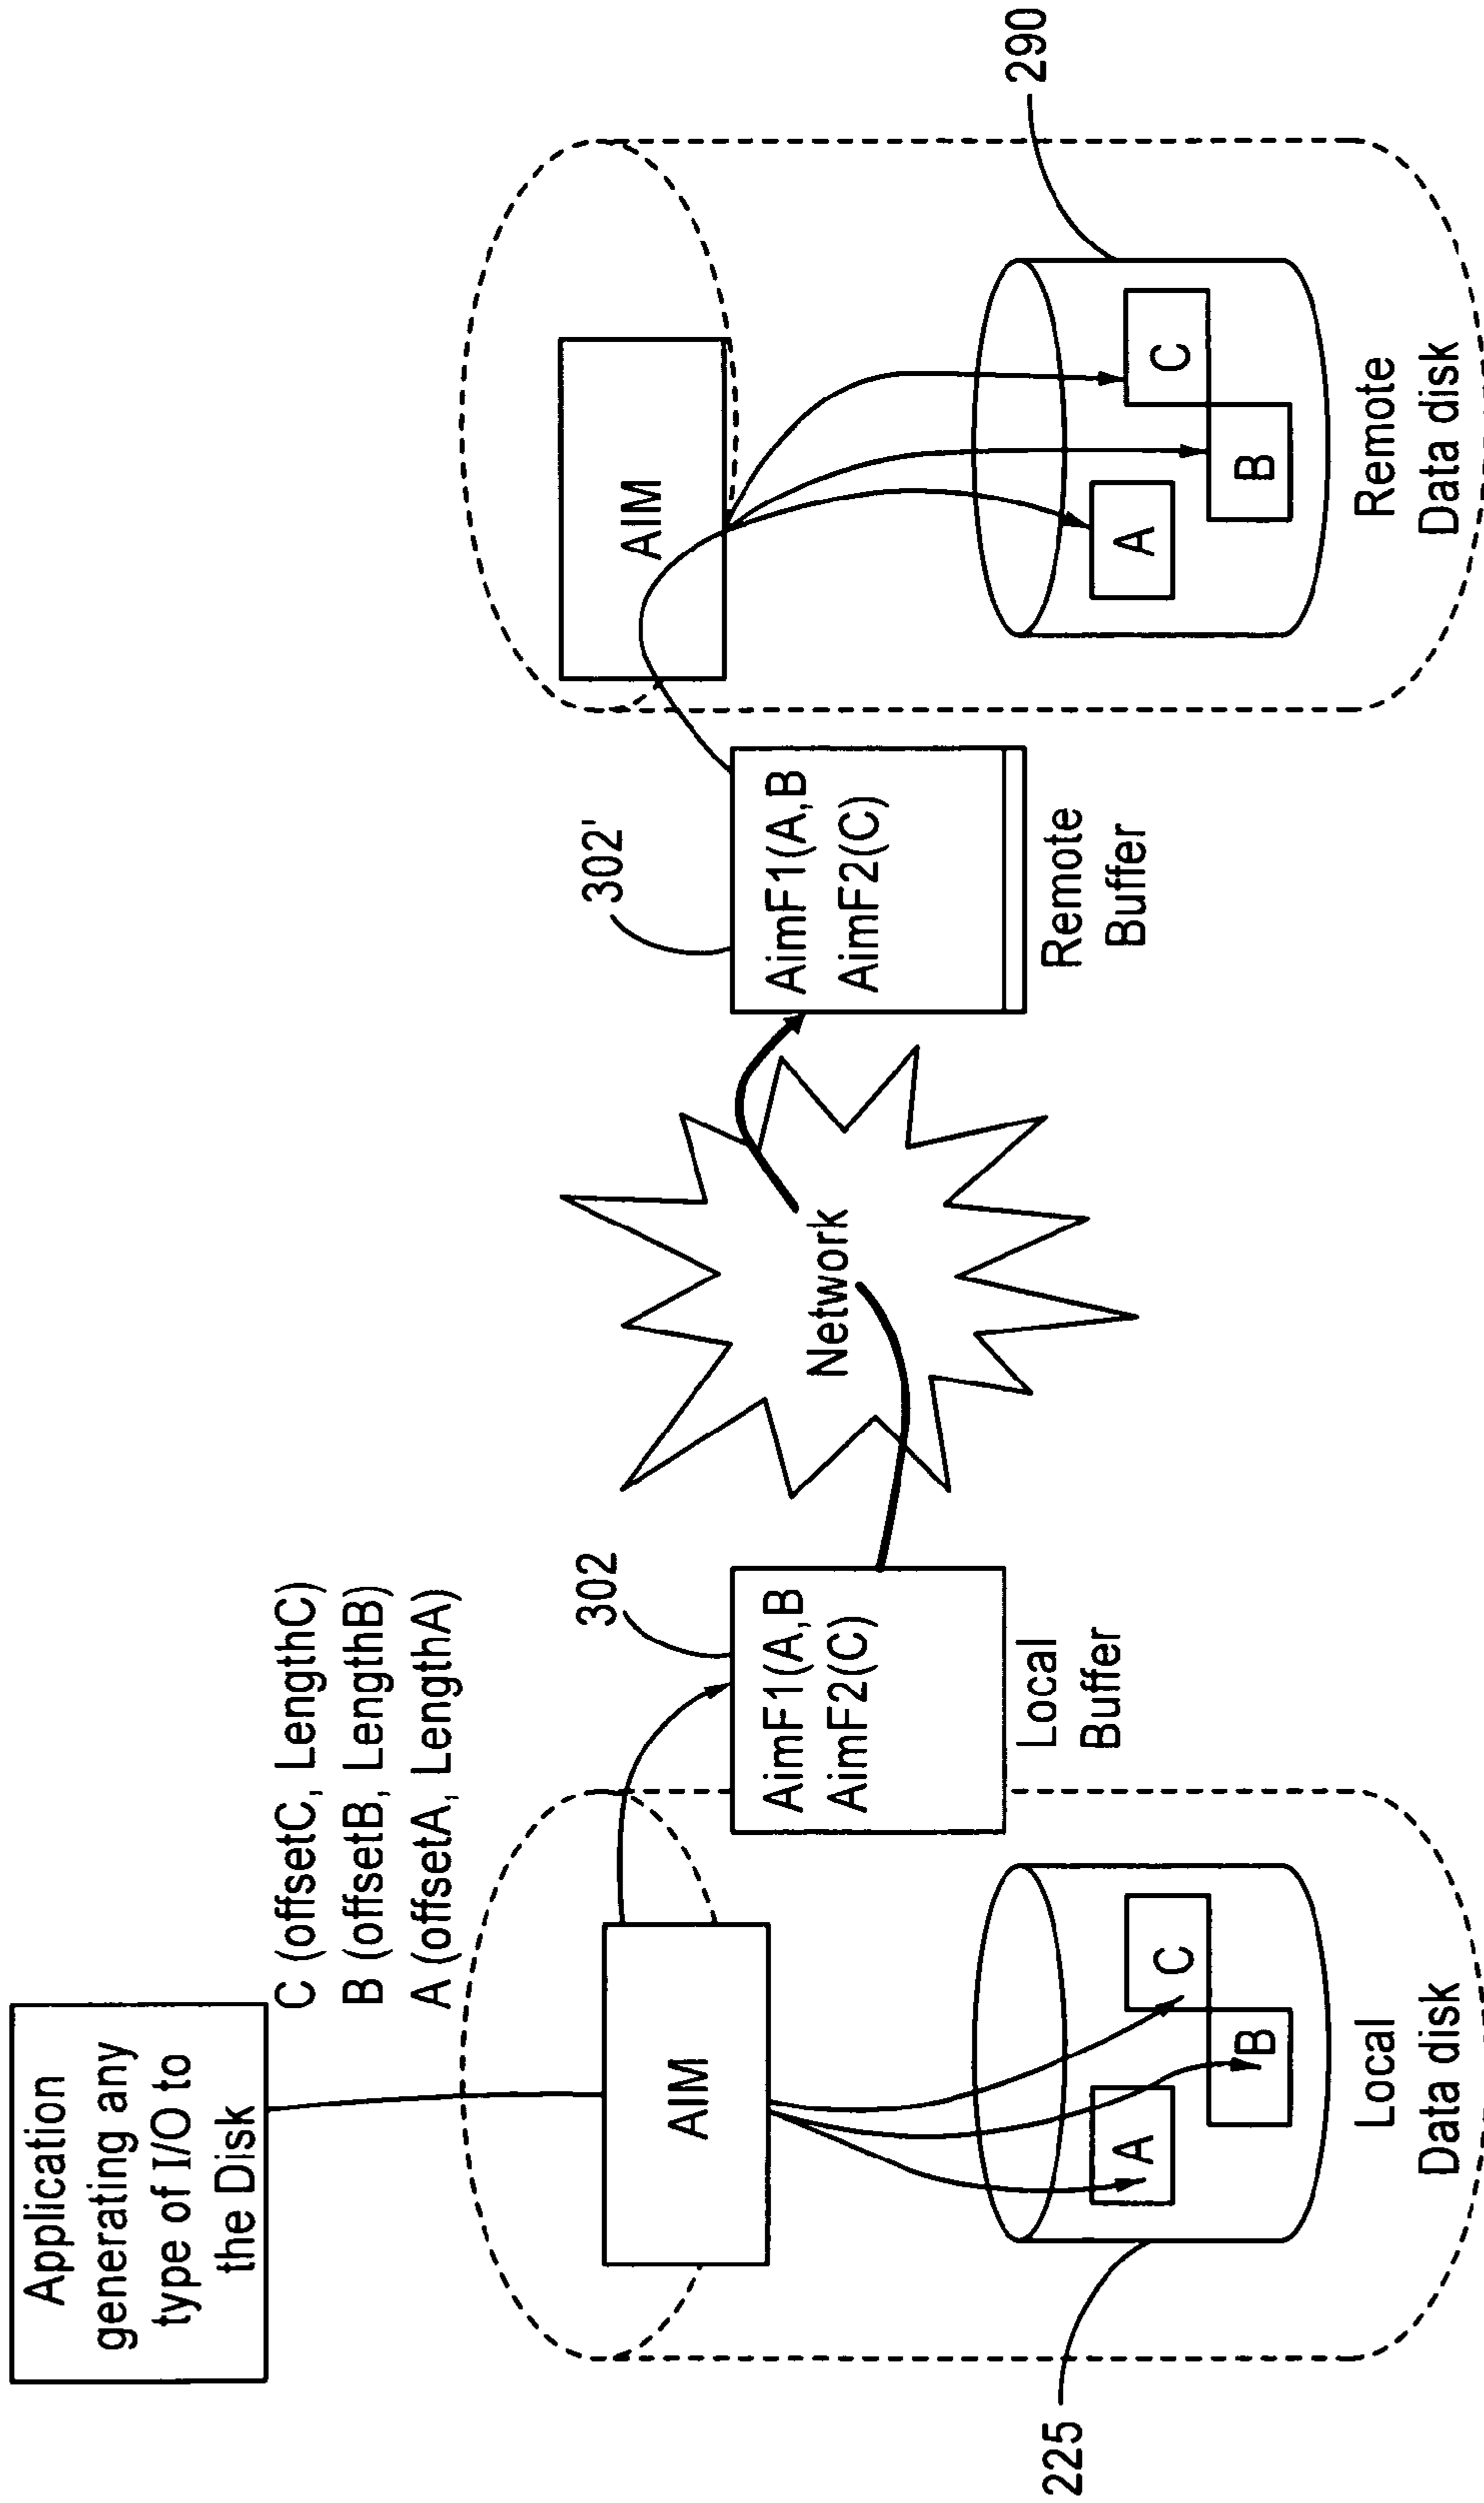 Application
generating any
type of I/O to
the Disk
C (offsetC, LengthC)
B (offsetB, LengthB)
A (offsetA, LengthA)
AIM
302
AimF1(A,B
AimF2(C)
Local
Buffer
225
A
B
C
Local
Data disk
Network
302'
AimF1(A,B
AimF2(C)
Remote
Buffer
AIM
290
A
B
C
Remote
Data disk